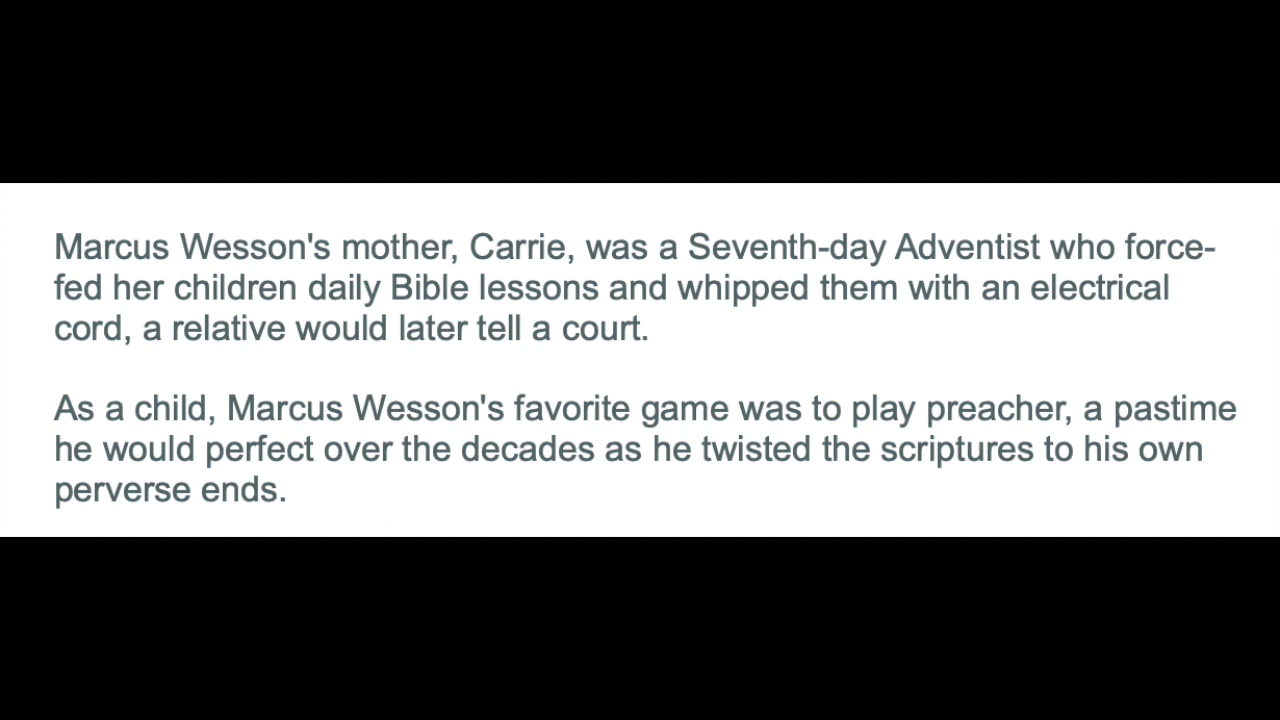 Marcus Wesson's mother, Carrie, was a Seventh-day Adventist who force-
fed her children daily Bible lessons and whipped them with an electrical
cord, a relative would later tell a court.
As a child, Marcus Wesson's favorite game was to play preacher, a pastime
he would perfect over the decades as he twisted the scriptures to his own
perverse ends.